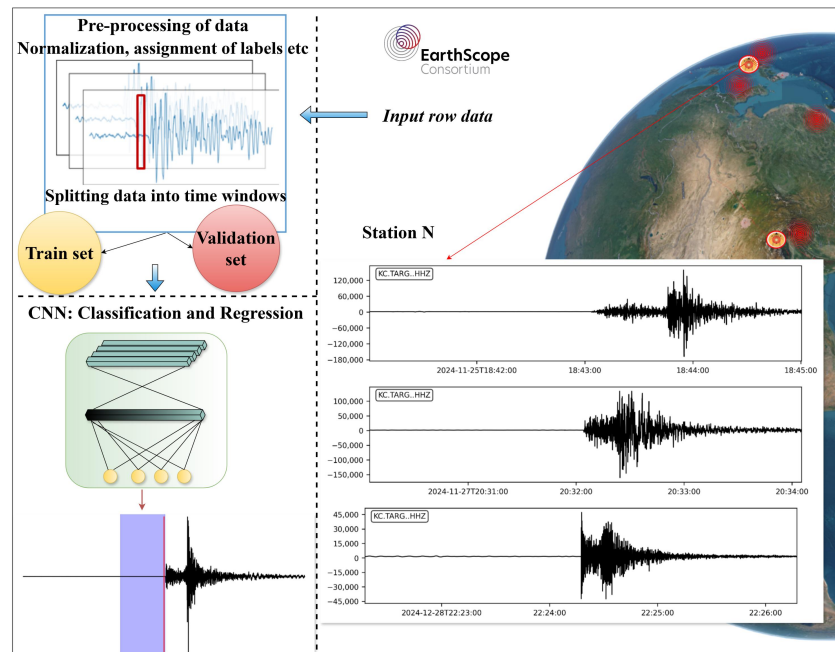 Pre-processing of data
Normalization, assignment of labels etc
Splitting data into time windows
Train set
Validation
set
EarthScope
Consortium
Input row data
Station N
KC.TARG..HHZ
120,000
60,000
0
−60,000
−120,000
−180,000
2024-11-25T18:42:00
18:43:00
18:44:00
18:45:00
KC.TARG..HHZ
100,000
50,000
0
−50,000
−100,000
−150,000
2024-11-27T20:31:00
20:32:00
20:33:00
20:34:00
KC.TARG..HHZ
45,000
30,000
15,000
0
−15,000
−30,000
−45,000
2024-12-28T22:23:00
22:24:00
22:25:00
22:26:00
CNN: Classification and Regression